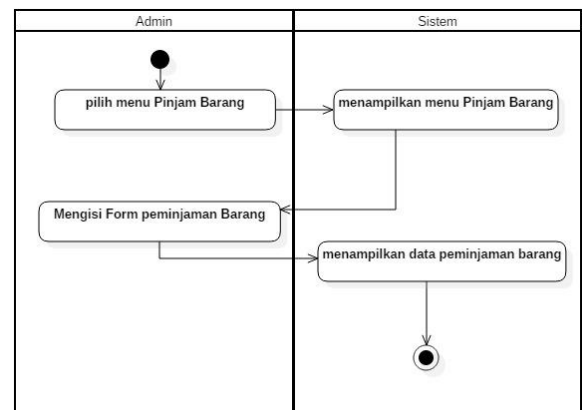 Admin
Sistem
pilih menu Pinjam Barang
menampilkan menu Pinjam Barang
Mengisi Form peminjaman Barang
menampilkan data peminjaman barang